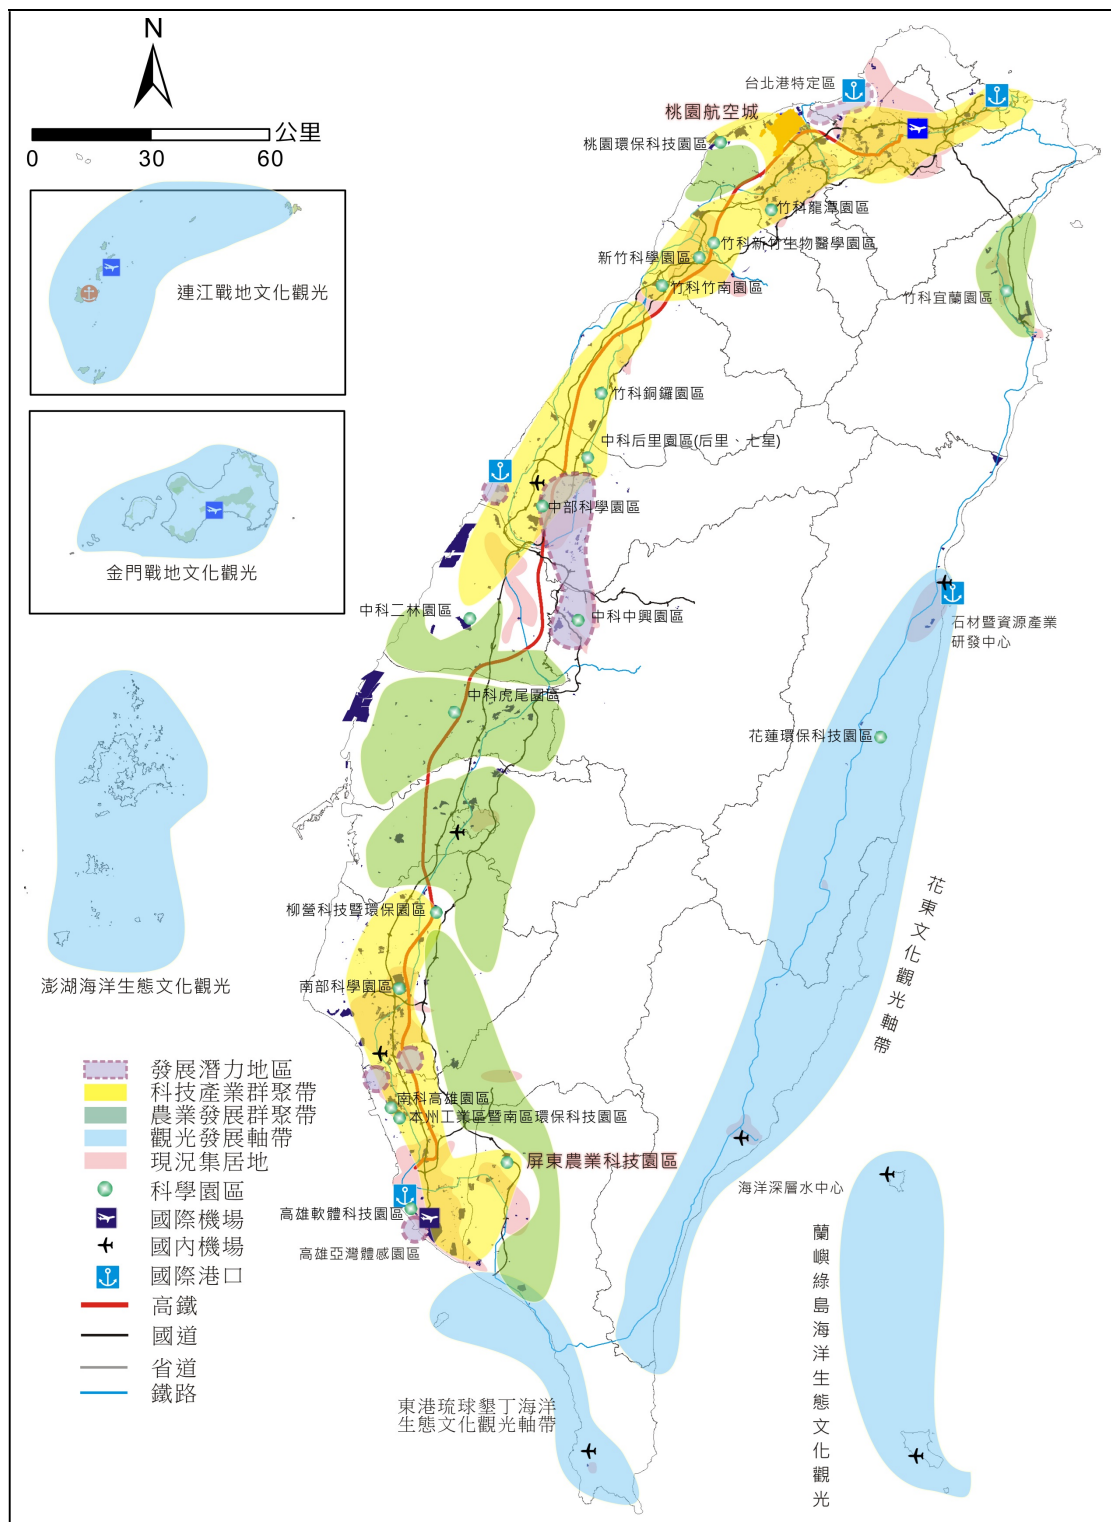 N
公里
0 30 60
台北港特定區
桃園航空城
桃園環保科技園區
竹科龍潭園區
竹科新竹生物醫學園區
新竹科學園區
竹科竹南園區
竹科宜蘭園區
連江戰地文化觀光
竹科銅鑼園區
中科后里園區(后里、七星)
中部科學園區
金門戰地文化觀光
中科二林園區
中科中興園區
石材暨資源產業
研發中心
中科虎尾園區
花蓮環保科技園區
柳營科技暨環保園區
花東文化觀光軸帶
澎湖海洋生態文化觀光
南部科學園區
發展潛力地區
科技產業群聚帶
農業發展群聚帶
觀光發展軸帶
現況集居地
科學園區
國際機場
國內機場
國際港口
高鐵
國道
省道
鐵路
南科高雄園區
本州工業區暨南區環保科技園區
屏東農業科技園區
海洋深層水中心
高雄軟體科技園區
高雄亞灣體感園區
蘭嶼綠島海洋生態文化觀光
東港琉球墾丁海洋
生態文化觀光軸帶